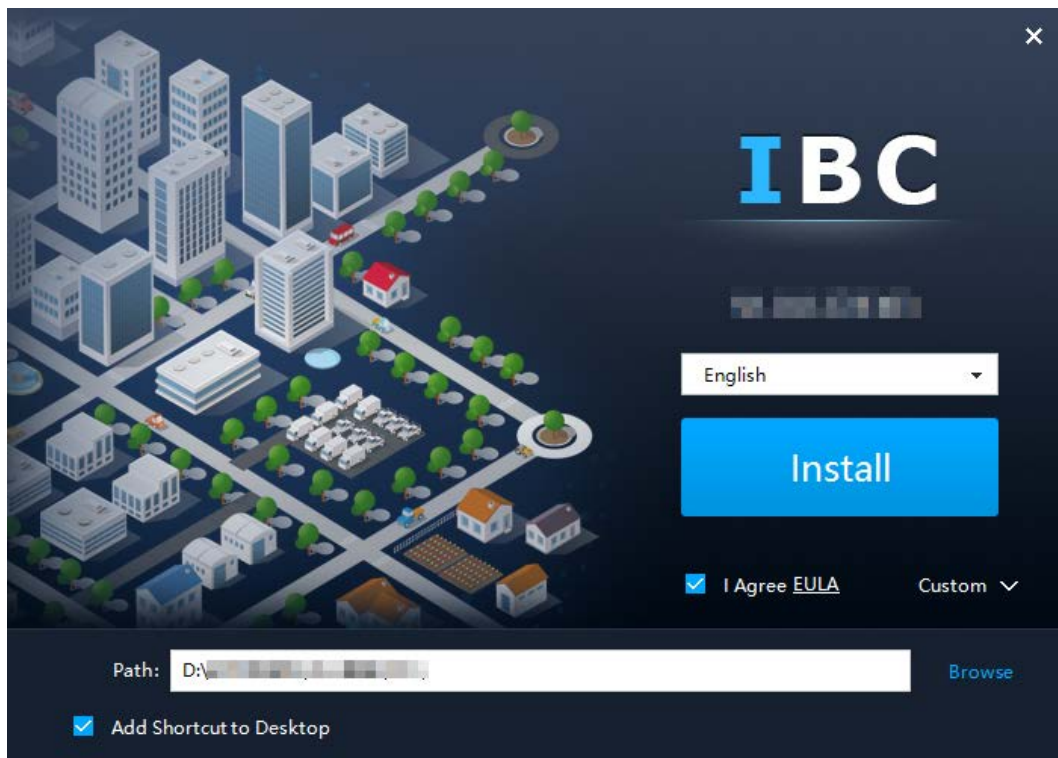 IBC
English
Install
I Agree EULA Custom
Path: D:\ Browse
Add Shortcut to Desktop